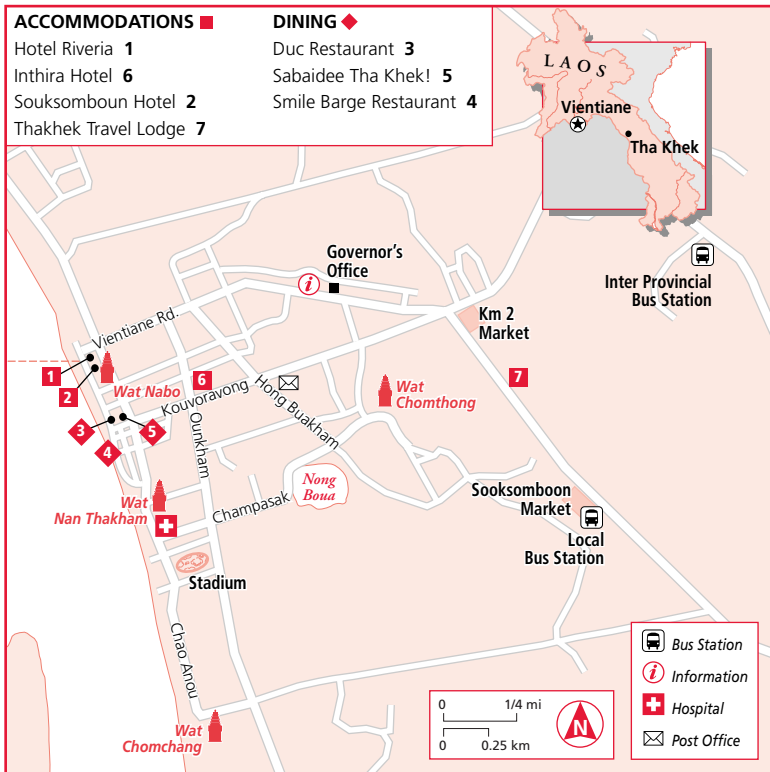 ACCOMMODATIONS
Hotel Riveria 1
Inthira Hotel 6
Souksomboun Hotel 2
Thakhek Travel Lodge 7
DINING
Duc Restaurant 3
Sabaidee Tha Khek! 5
Smile Barge Restaurant 4
LAOS
Vientiane
Tha Khek
Inter Provincial
Bus Station
Governor's
Office
i
Km 2
Market
Vientiane Rd.
1
2
Wat Nabo
6
Kouvoravong
Hong Buakham
Wat
Chomthong
7
3
4
5
Ounkham
Nong
Boua
Champasak
Wat
Nan Thakham
Sooksomboon
Market
Local
Bus Station
Stadium
Chao Anou
Wat
Chomchang
0 1/4 mi
0 0.25 km
N
Bus Station
i Information
Hospital
Post Office